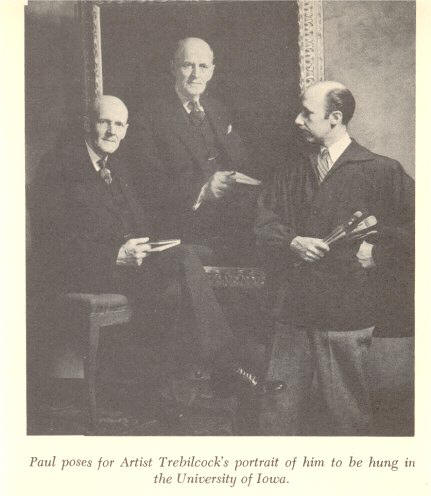 Paul poses for Artist Trebilcock's portrait of him to be hung in
the University of Iowa.